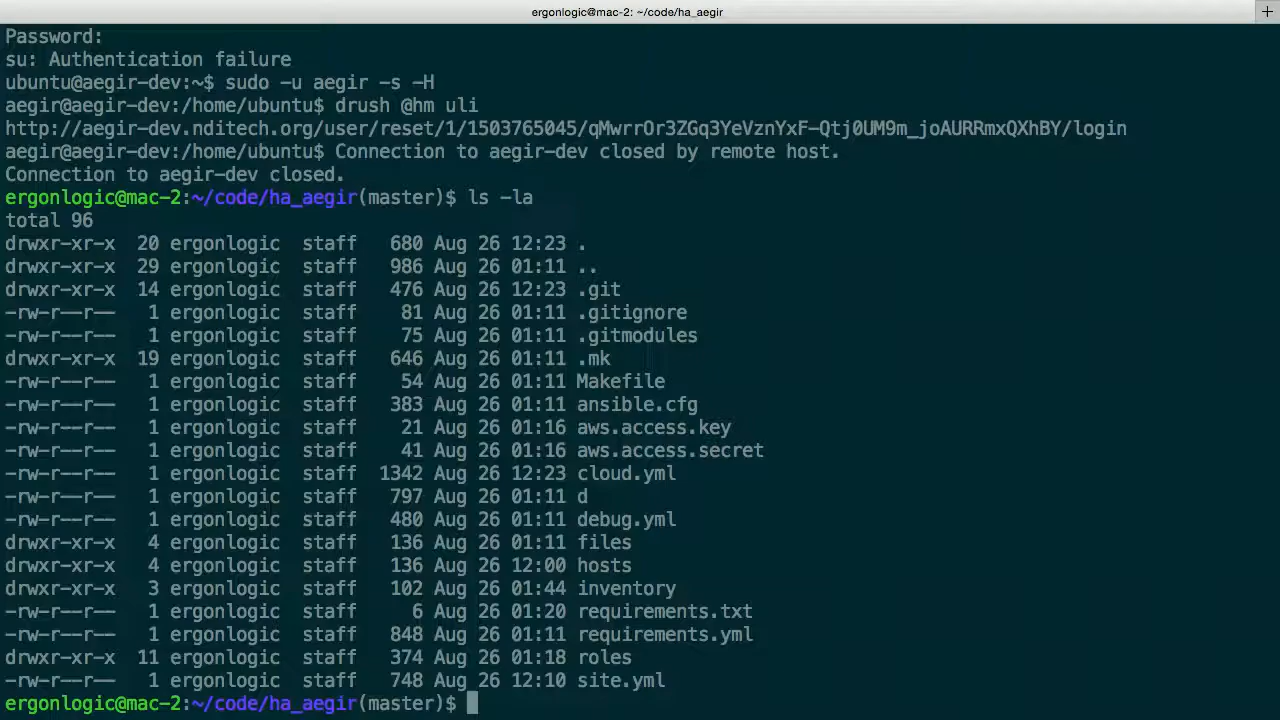 ergonlogic@mac-2: ~/code/ha_aegir
+
Password:
su: Authentication failure
ubuntu@aegir-dev:~$ sudo -u aegir -s -H
aegir@aegir-dev:/home/ubuntu$ drush @hm uli
http://aegir-dev.nditech.org/user/reset/1/1503765045/qMwrrOr3ZGq3YeVznYxF-Qtj0UM9m_joAURRmxQXhBY/login
aegir@aegir-dev:/home/ubuntu$ Connection to aegir-dev closed by remote host.
Connection to aegir-dev closed.
ergonlogic@mac-2:~/code/ha_aegir(master)$ ls -la
total 96
drwxr-xr-x  20 ergonlogic  staff   680 Aug 26 12:23 .
drwxr-xr-x  29 ergonlogic  staff   986 Aug 26 01:11 ..
drwxr-xr-x  14 ergonlogic  staff   476 Aug 26 12:23 .git
-rw-r--r--   1 ergonlogic  staff    81 Aug 26 01:11 .gitignore
-rw-r--r--   1 ergonlogic  staff    75 Aug 26 01:11 .gitmodules
drwxr-xr-x  19 ergonlogic  staff   646 Aug 26 01:11 .mk
-rw-r--r--   1 ergonlogic  staff    54 Aug 26 01:11 Makefile
-rw-r--r--   1 ergonlogic  staff   383 Aug 26 01:11 ansible.cfg
-rw-r--r--   1 ergonlogic  staff    21 Aug 26 01:16 aws.access.key
-rw-r--r--   1 ergonlogic  staff    41 Aug 26 01:16 aws.access.secret
-rw-r--r--   1 ergonlogic  staff  1342 Aug 26 12:23 cloud.yml
-rw-r--r--   1 ergonlogic  staff   797 Aug 26 01:11 d
-rw-r--r--   1 ergonlogic  staff   480 Aug 26 01:11 debug.yml
drwxr-xr-x   4 ergonlogic  staff   136 Aug 26 01:11 files
drwxr-xr-x   4 ergonlogic  staff   136 Aug 26 12:00 hosts
drwxr-xr-x   3 ergonlogic  staff   102 Aug 26 01:44 inventory
-rw-r--r--   1 ergonlogic  staff     6 Aug 26 01:20 requirements.txt
-rw-r--r--   1 ergonlogic  staff   848 Aug 26 01:11 requirements.yml
drwxr-xr-x  11 ergonlogic  staff   374 Aug 26 01:18 roles
-rw-r--r--   1 ergonlogic  staff   748 Aug 26 12:10 site.yml
ergonlogic@mac-2:~/code/ha_aegir(master)$